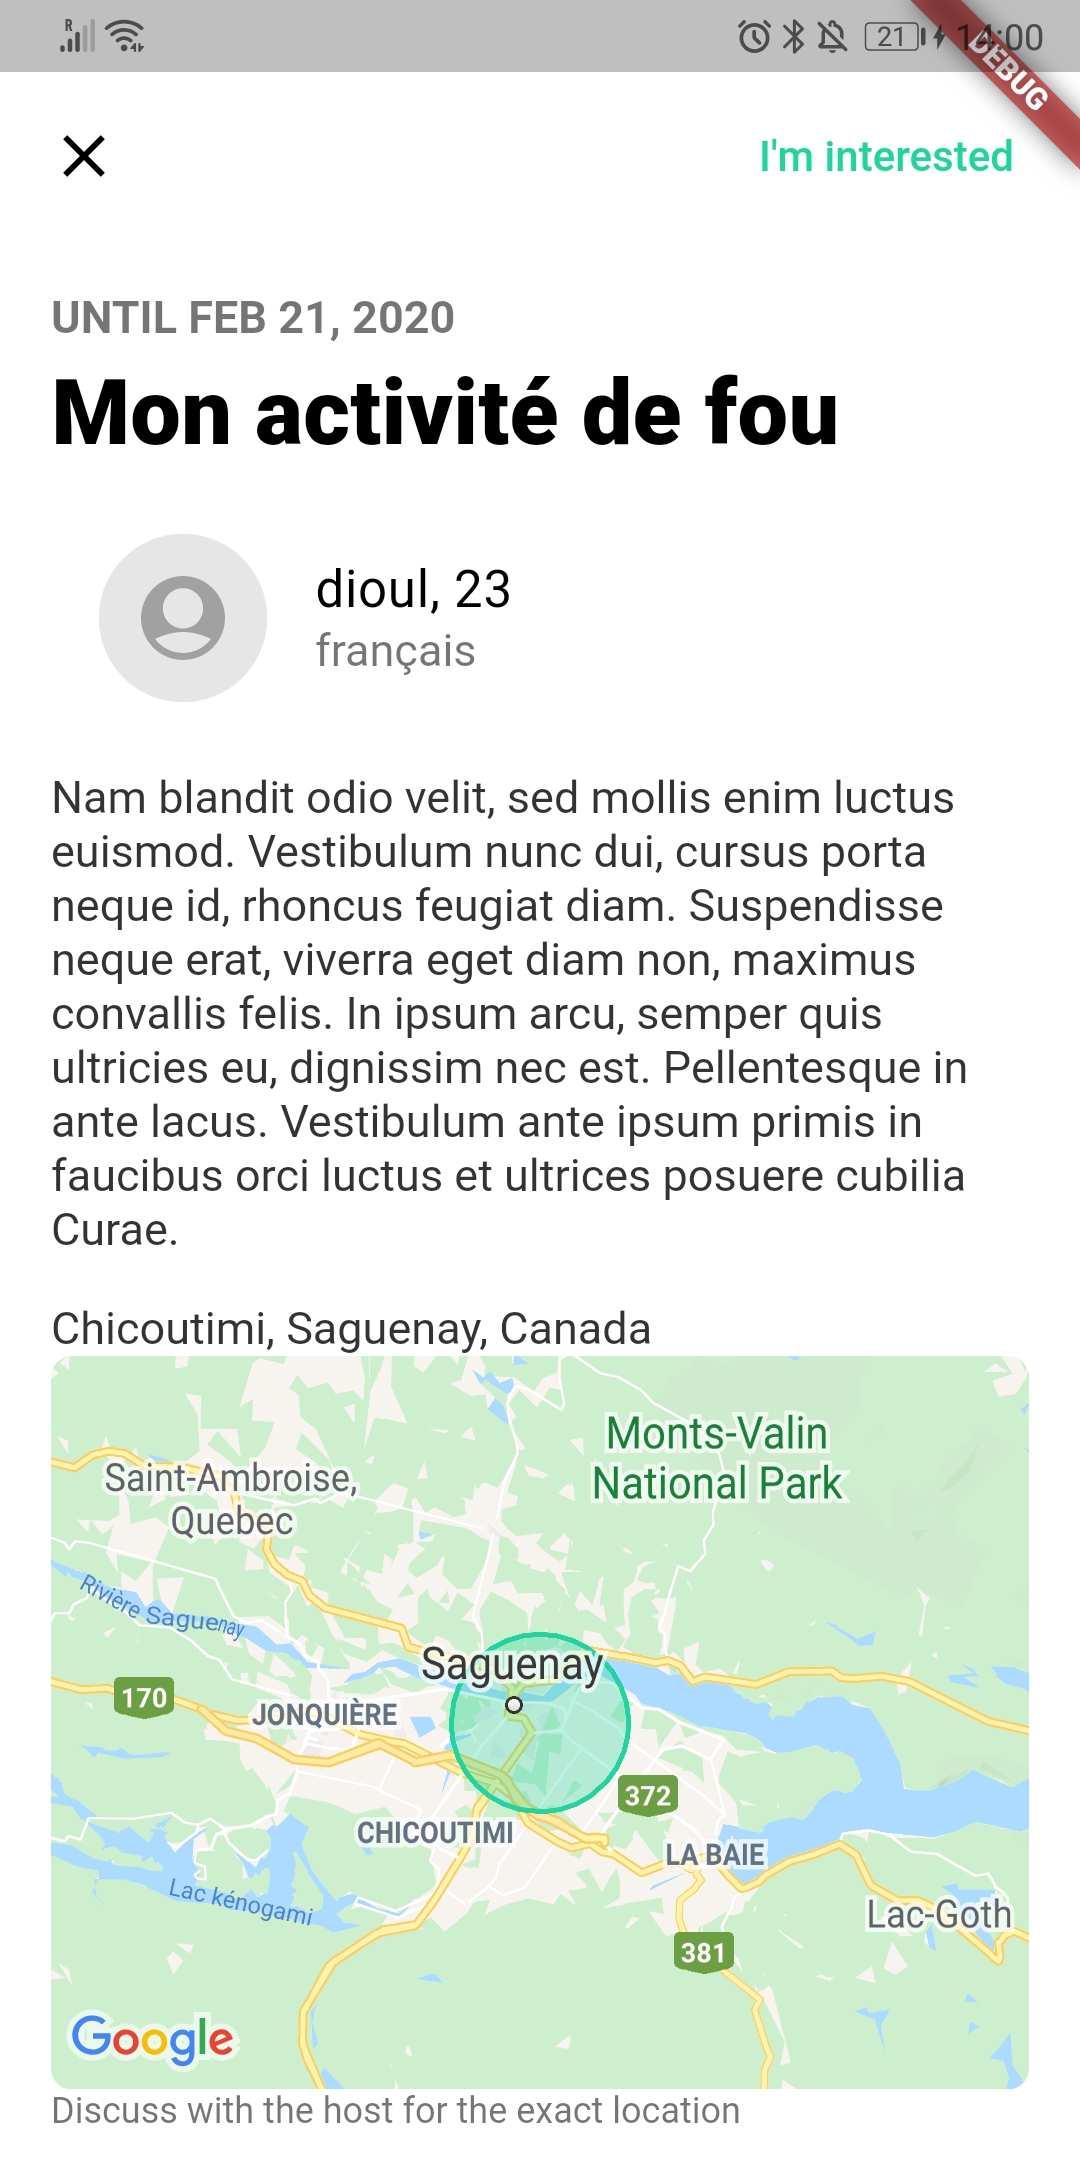 R
21
14:00
DEBUG
I'm interested
UNTIL FEB 21, 2020
Mon activité de fou
dioul, 23
français
Nam blandit odio velit, sed mollis enim luctus
euismod. Vestibulum nunc dui, cursus porta
neque id, rhoncus feugiat diam. Suspendisse
neque erat, viverra eget diam non, maximus
convallis felis. In ipsum arcu, semper quis
ultricies eu, dignissim nec est. Pellentesque in
ante lacus. Vestibulum ante ipsum primis in
faucibus orci luctus et ultrices posuere cubilia
Curae.
Chicoutimi, Saguenay, Canada
Monts-Valin
National Park
Saint-Ambroise,
Quebec
Rivière Saguenay
Saguenay
170
JONQUIÈRE
372
CHICOUTIMI
LA BAIE
Lac kénogami
Lac-Goth
381
Google
Discuss with the host for the exact location